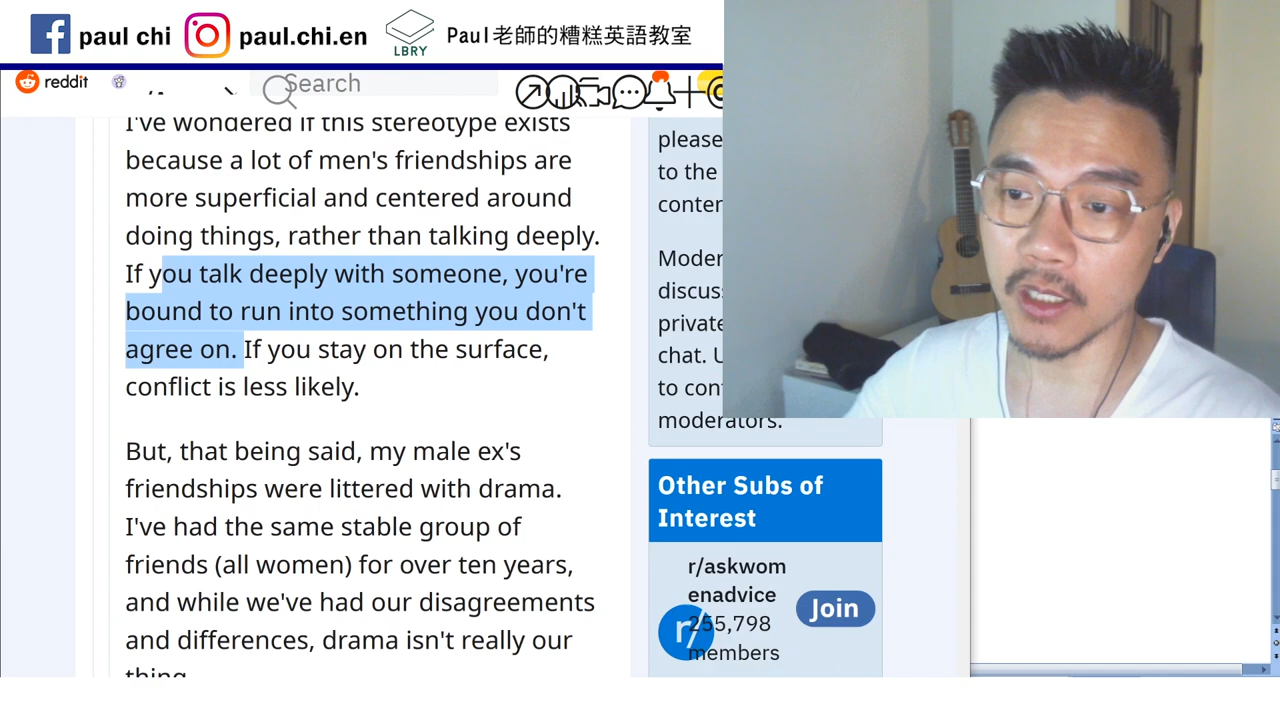 paul chi
paul.chi.en
LBRY
Paul老師的糟糕英語教室
reddit
Search
I've wondered if this stereotype exists
because a lot of men's friendships are
more superficial and centered around
doing things, rather than talking deeply.
If you talk deeply with someone, you're
bound to run into something you don't
agree on. If you stay on the surface,
conflict is less likely.
But, that being said, my male ex's
friendships were littered with drama.
I've had the same stable group of
friends (all women) for over ten years,
and while we've had our disagreements
and differences, drama isn't really our
thing.
please
to the
conten
Moder
discus
private
chat. U
to con
moderators.
Other Subs of
Interest
r/askwom
enadvice
255,798
members
r/
Join